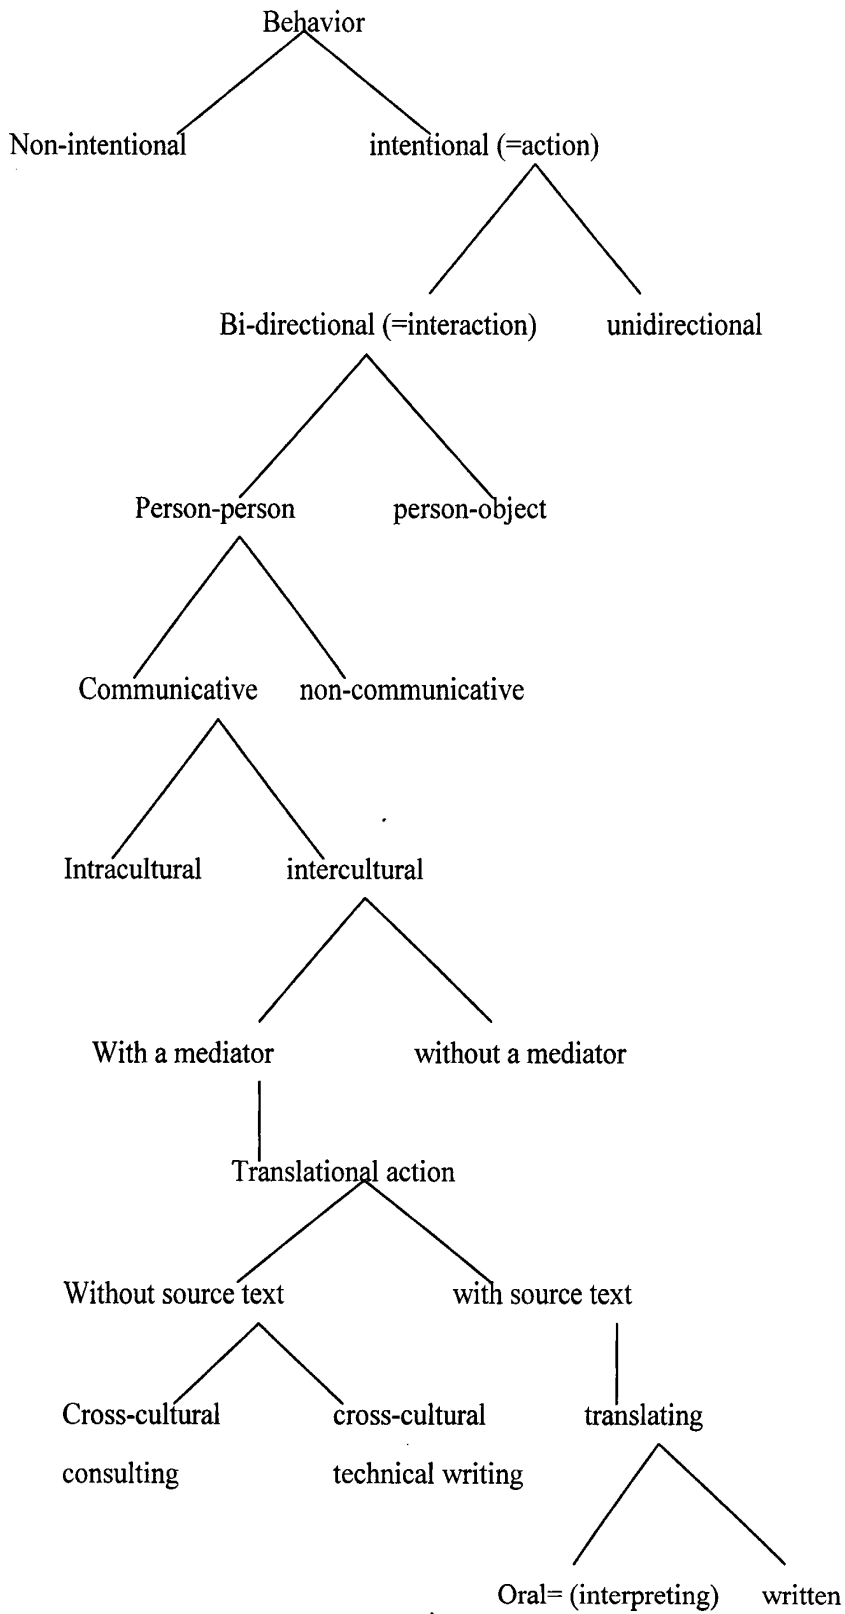 Behavior
Non-intentional intentional (=action)
Bi-directional (=interaction) unidirectional
Person-person person-object
Communicative non-communicative
Intracultural intercultural
With a mediator without a mediator
Translational action
Without source text with source text
Cross-cultural cross-cultural translating
consulting technical writing
Oral= (interpreting) written